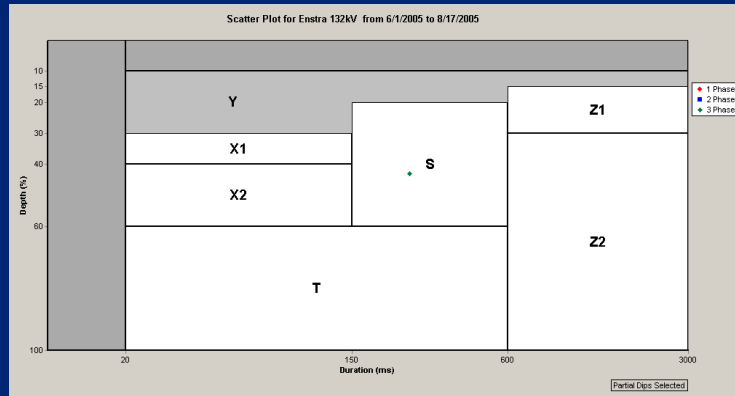 Scatter Plot for Enstra 132kV from 6/1/2005 to 8/17/2005
Depth (%)
10
15
20
30
40
60
100
Y
X1
X2
S
T
Z1
Z2
1 Phase
2 Phase
3 Phase
20
150
600
3000
Duration (ms)
Partial Dips Selected